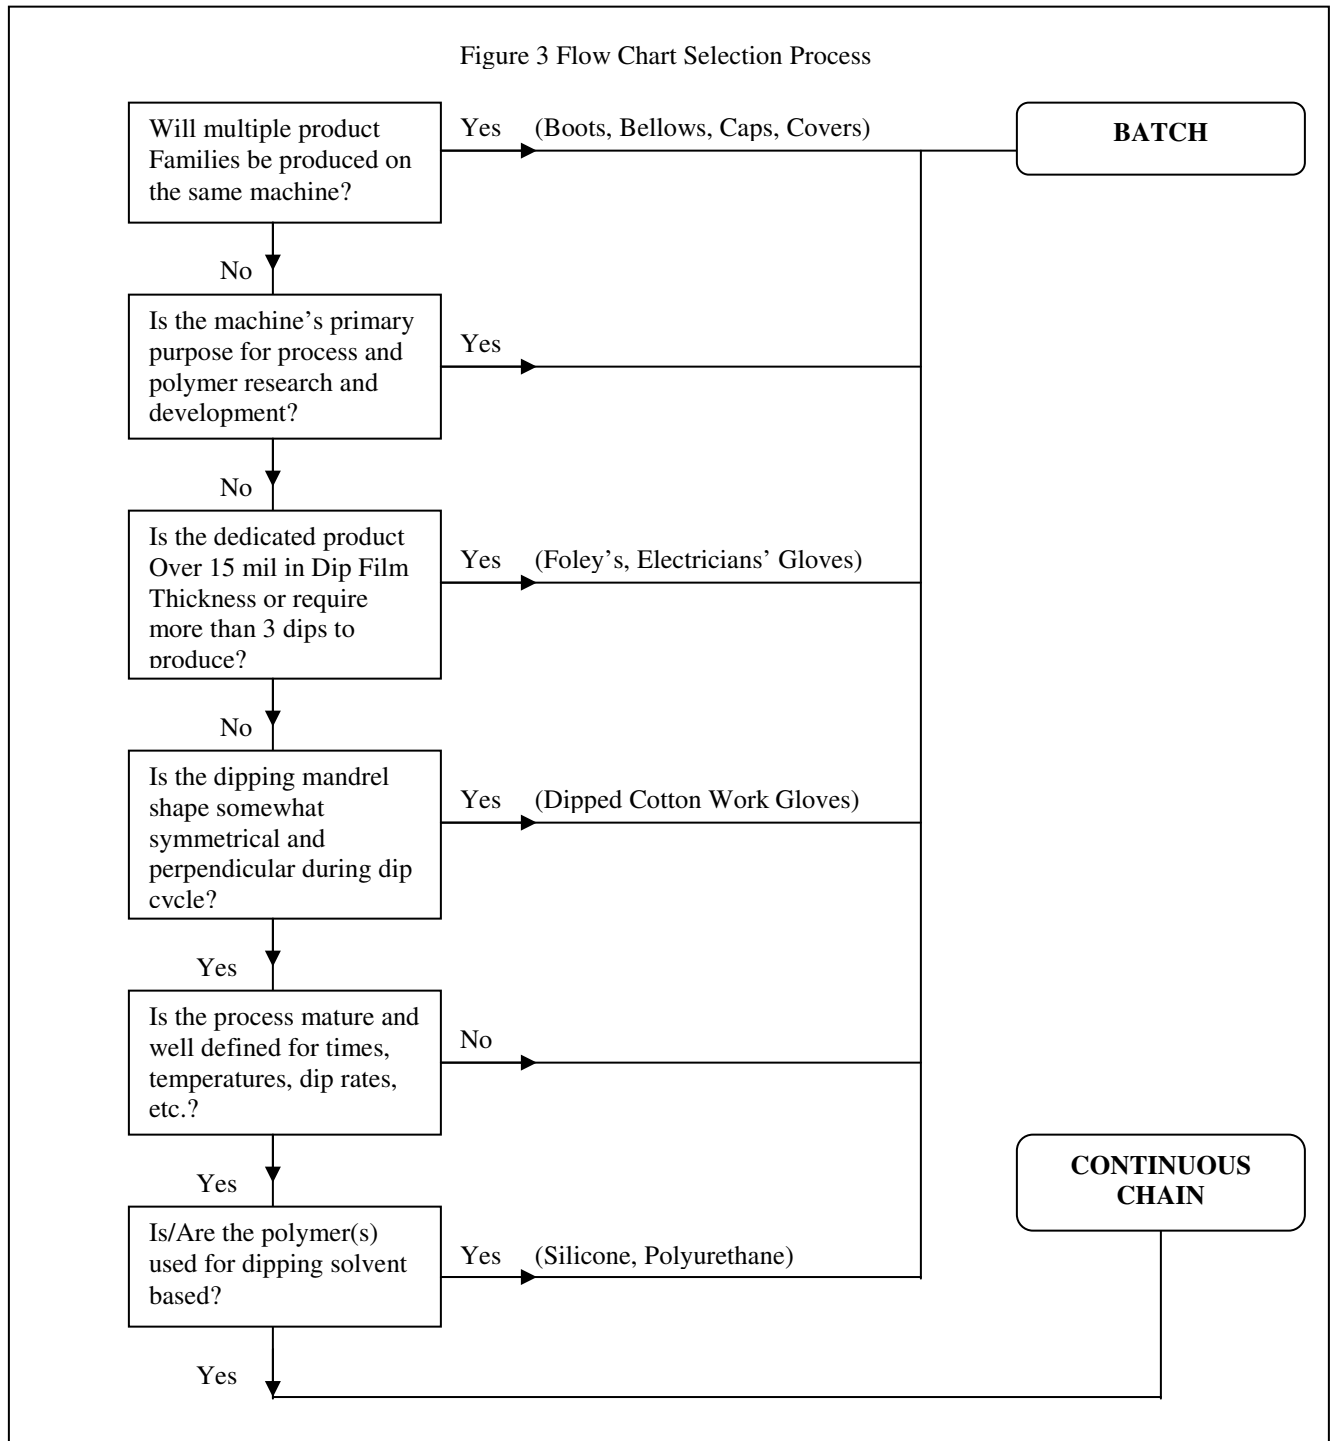 Figure 3 Flow Chart Selection Process
Will multiple product
Families be produced on
the same machine?
Yes
(Boots, Bellows, Caps, Covers)
BATCH
No
Is the machine’s primary
purpose for process and
polymer research and
development?
Yes
No
Is the dedicated product
Over 15 mil in Dip Film
Thickness or require
more than 3 dips to
produce?
Yes
(Foley’s, Electricians’ Gloves)
No
Is the dipping mandrel
shape somewhat
symmetrical and
perpendicular during dip
cycle?
Yes
(Dipped Cotton Work Gloves)
Yes
Is the process mature and
well defined for times,
temperatures, dip rates,
etc.?
No
CONTINUOUS
CHAIN
Yes
Is/Are the polymer(s)
used for dipping solvent
based?
Yes
(Silicone, Polyurethane)
Yes